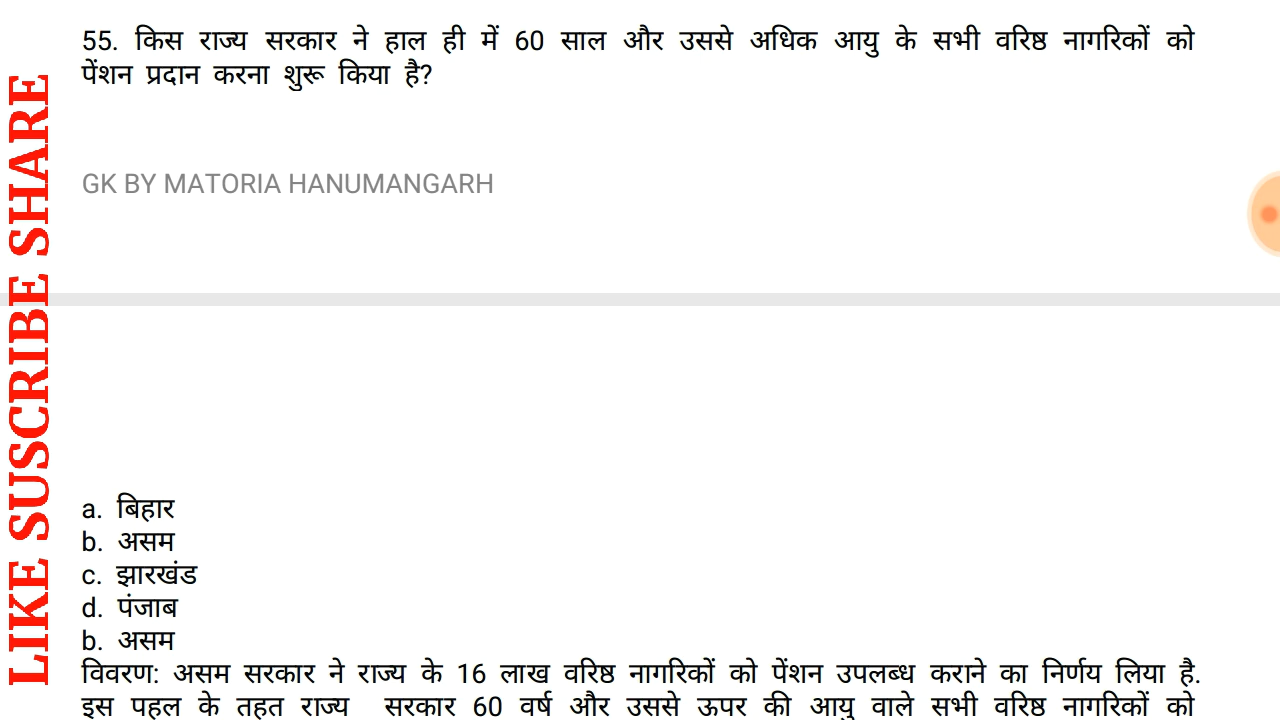 LIKE SUSCRIBE SHARE
55. किस राज्य सरकार ने हाल ही में 60 साल और उससे अधिक आयु के सभी वरिष्ठ नागरिकों को
पेंशन प्रदान करना शुरू किया है?
GK BY MATORIA HANUMANGARH
a. बिहार
b. असम
c. झारखंड
d. पंजाब
b. असम
विवरण: असम सरकार ने राज्य के 16 लाख वरिष्ठ नागरिकों को पेंशन उपलब्ध कराने का निर्णय लिया है.
इस पहल के तहत राज्य सरकार 60 वर्ष और उससे ऊपर की आयु वाले सभी वरिष्ठ नागरिकों को